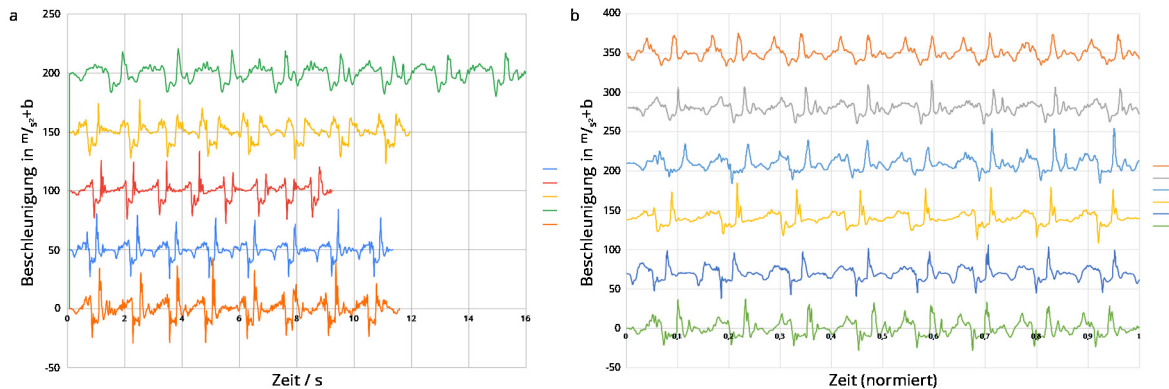 a
Beschleunigung in m/s²+b
250
200
150
100
50
0
-50
0 2 4 6 8 10 12 14 16
Zeit / s
b
Beschleunigung in m/s²+b
400
350
300
250
200
150
100
50
0
-50
0 0,1 0,2 0,3 0,4 0,5 0,6 0,7 0,8 0,9 1
Zeit (normiert)